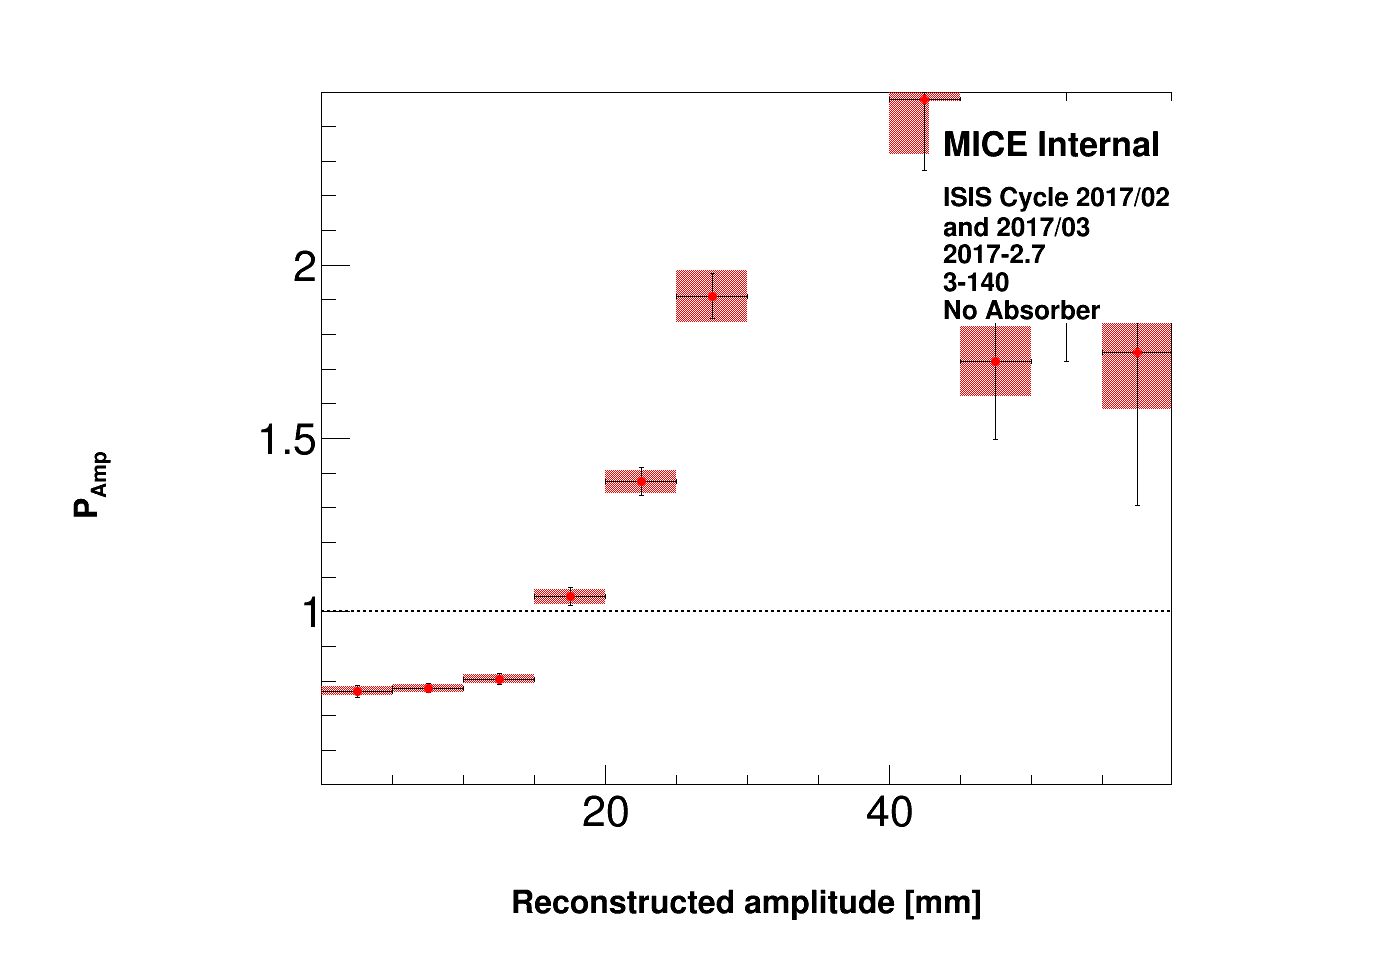 MICE Internal
ISIS Cycle 2017/02
and 2017/03
2017-2.7
3-140
No Absorber
2
1.5
1
P_Amp
20
40
Reconstructed amplitude [mm]